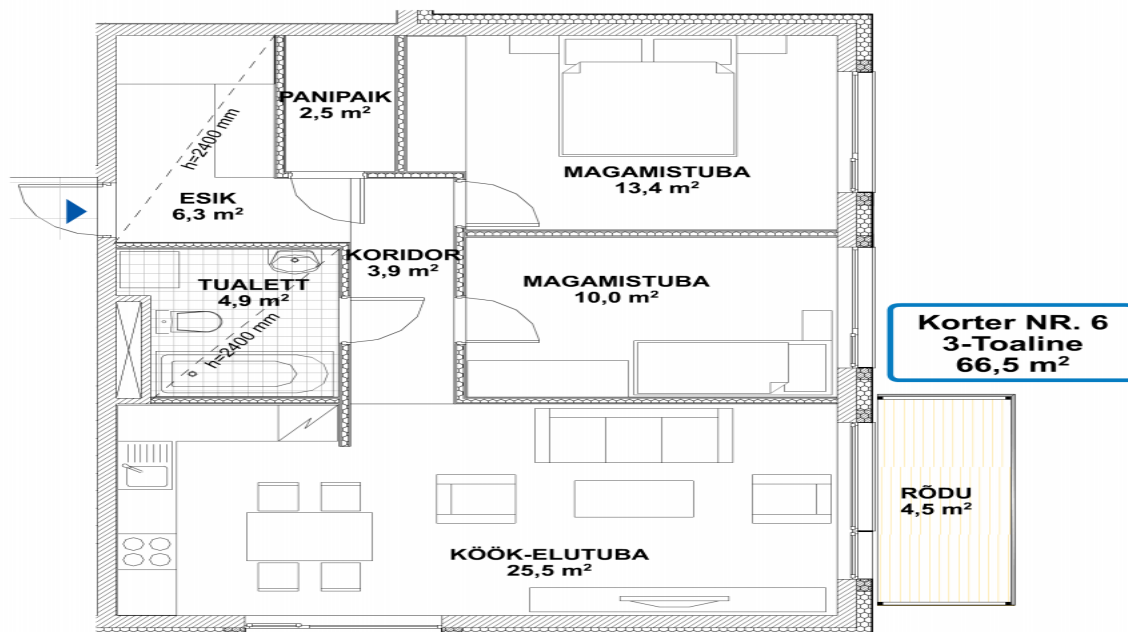 PANIPAIK
2,5 m²
h=2400 mm
MAGAMISTUBA
13,4 m²
ESIK
6,3 m²
KORIDOR
3,9 m²
TUALETT
4,9 m²
h=2400 mm
MAGAMISTUBA
10,0 m²
Korter NR. 6
3-Toaline
66,5 m²
RÕDU
4,5 m²
KÖÖK-ELUTUBA
25,5 m²